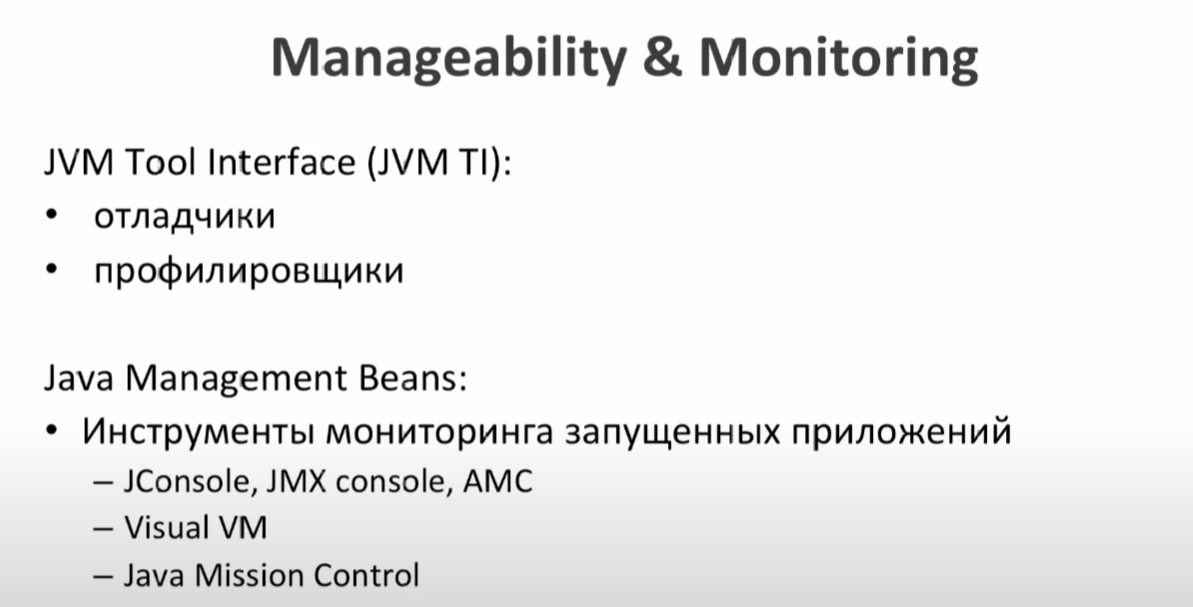 Manageability & Monitoring
JVM Tool Interface (JVM TI):
• отладчики
• профилировщики
Java Management Beans:
• Инструменты мониторинга запущенных приложений
– JConsole, JMX console, AMC
– Visual VM
– Java Mission Control